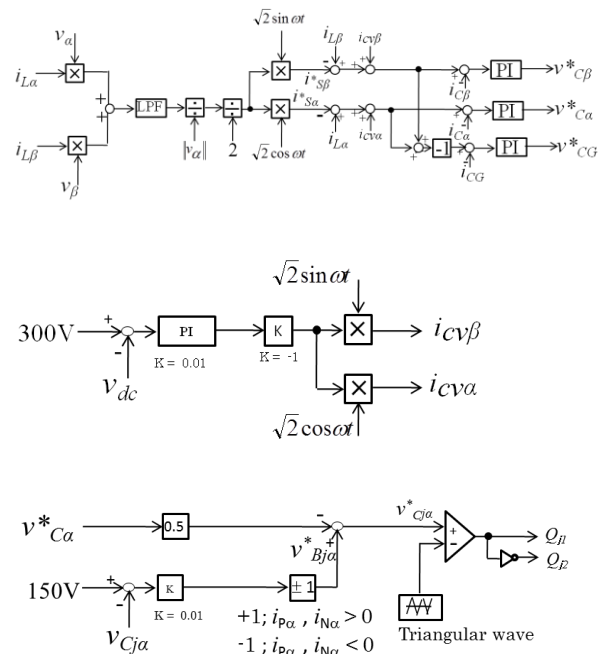 v_α
√2 sin ωt
i_Lβ
i_cvβ
i_Lα
×
×
i*_Sβ
PI
v*_Cβ
i_Cβ
LPF
÷
÷
i*_Sα
PI
v*_Cα
i_Lβ
×
|v_α|
2
×
√2 cos ωt
i_Lα
i_cvα
i_Cα
-1
PI
v*_CG
v_β
i_CG
√2 sin ωt
300V
+
-
PI
K
×
i_cvβ
K = 0.01
K = -1
v_dc
×
i_cvα
√2 cos ωt
v*_Cα
0.5
-
v*_Cjα
+
-
Q_j1
v*_Bjα
+
Q_j2
150V
+
-
K
±1
K = 0.01
v_Cjα
+1; i_Pα , i_Nα > 0
-1; i_Pα , i_Nα < 0
Triangular wave